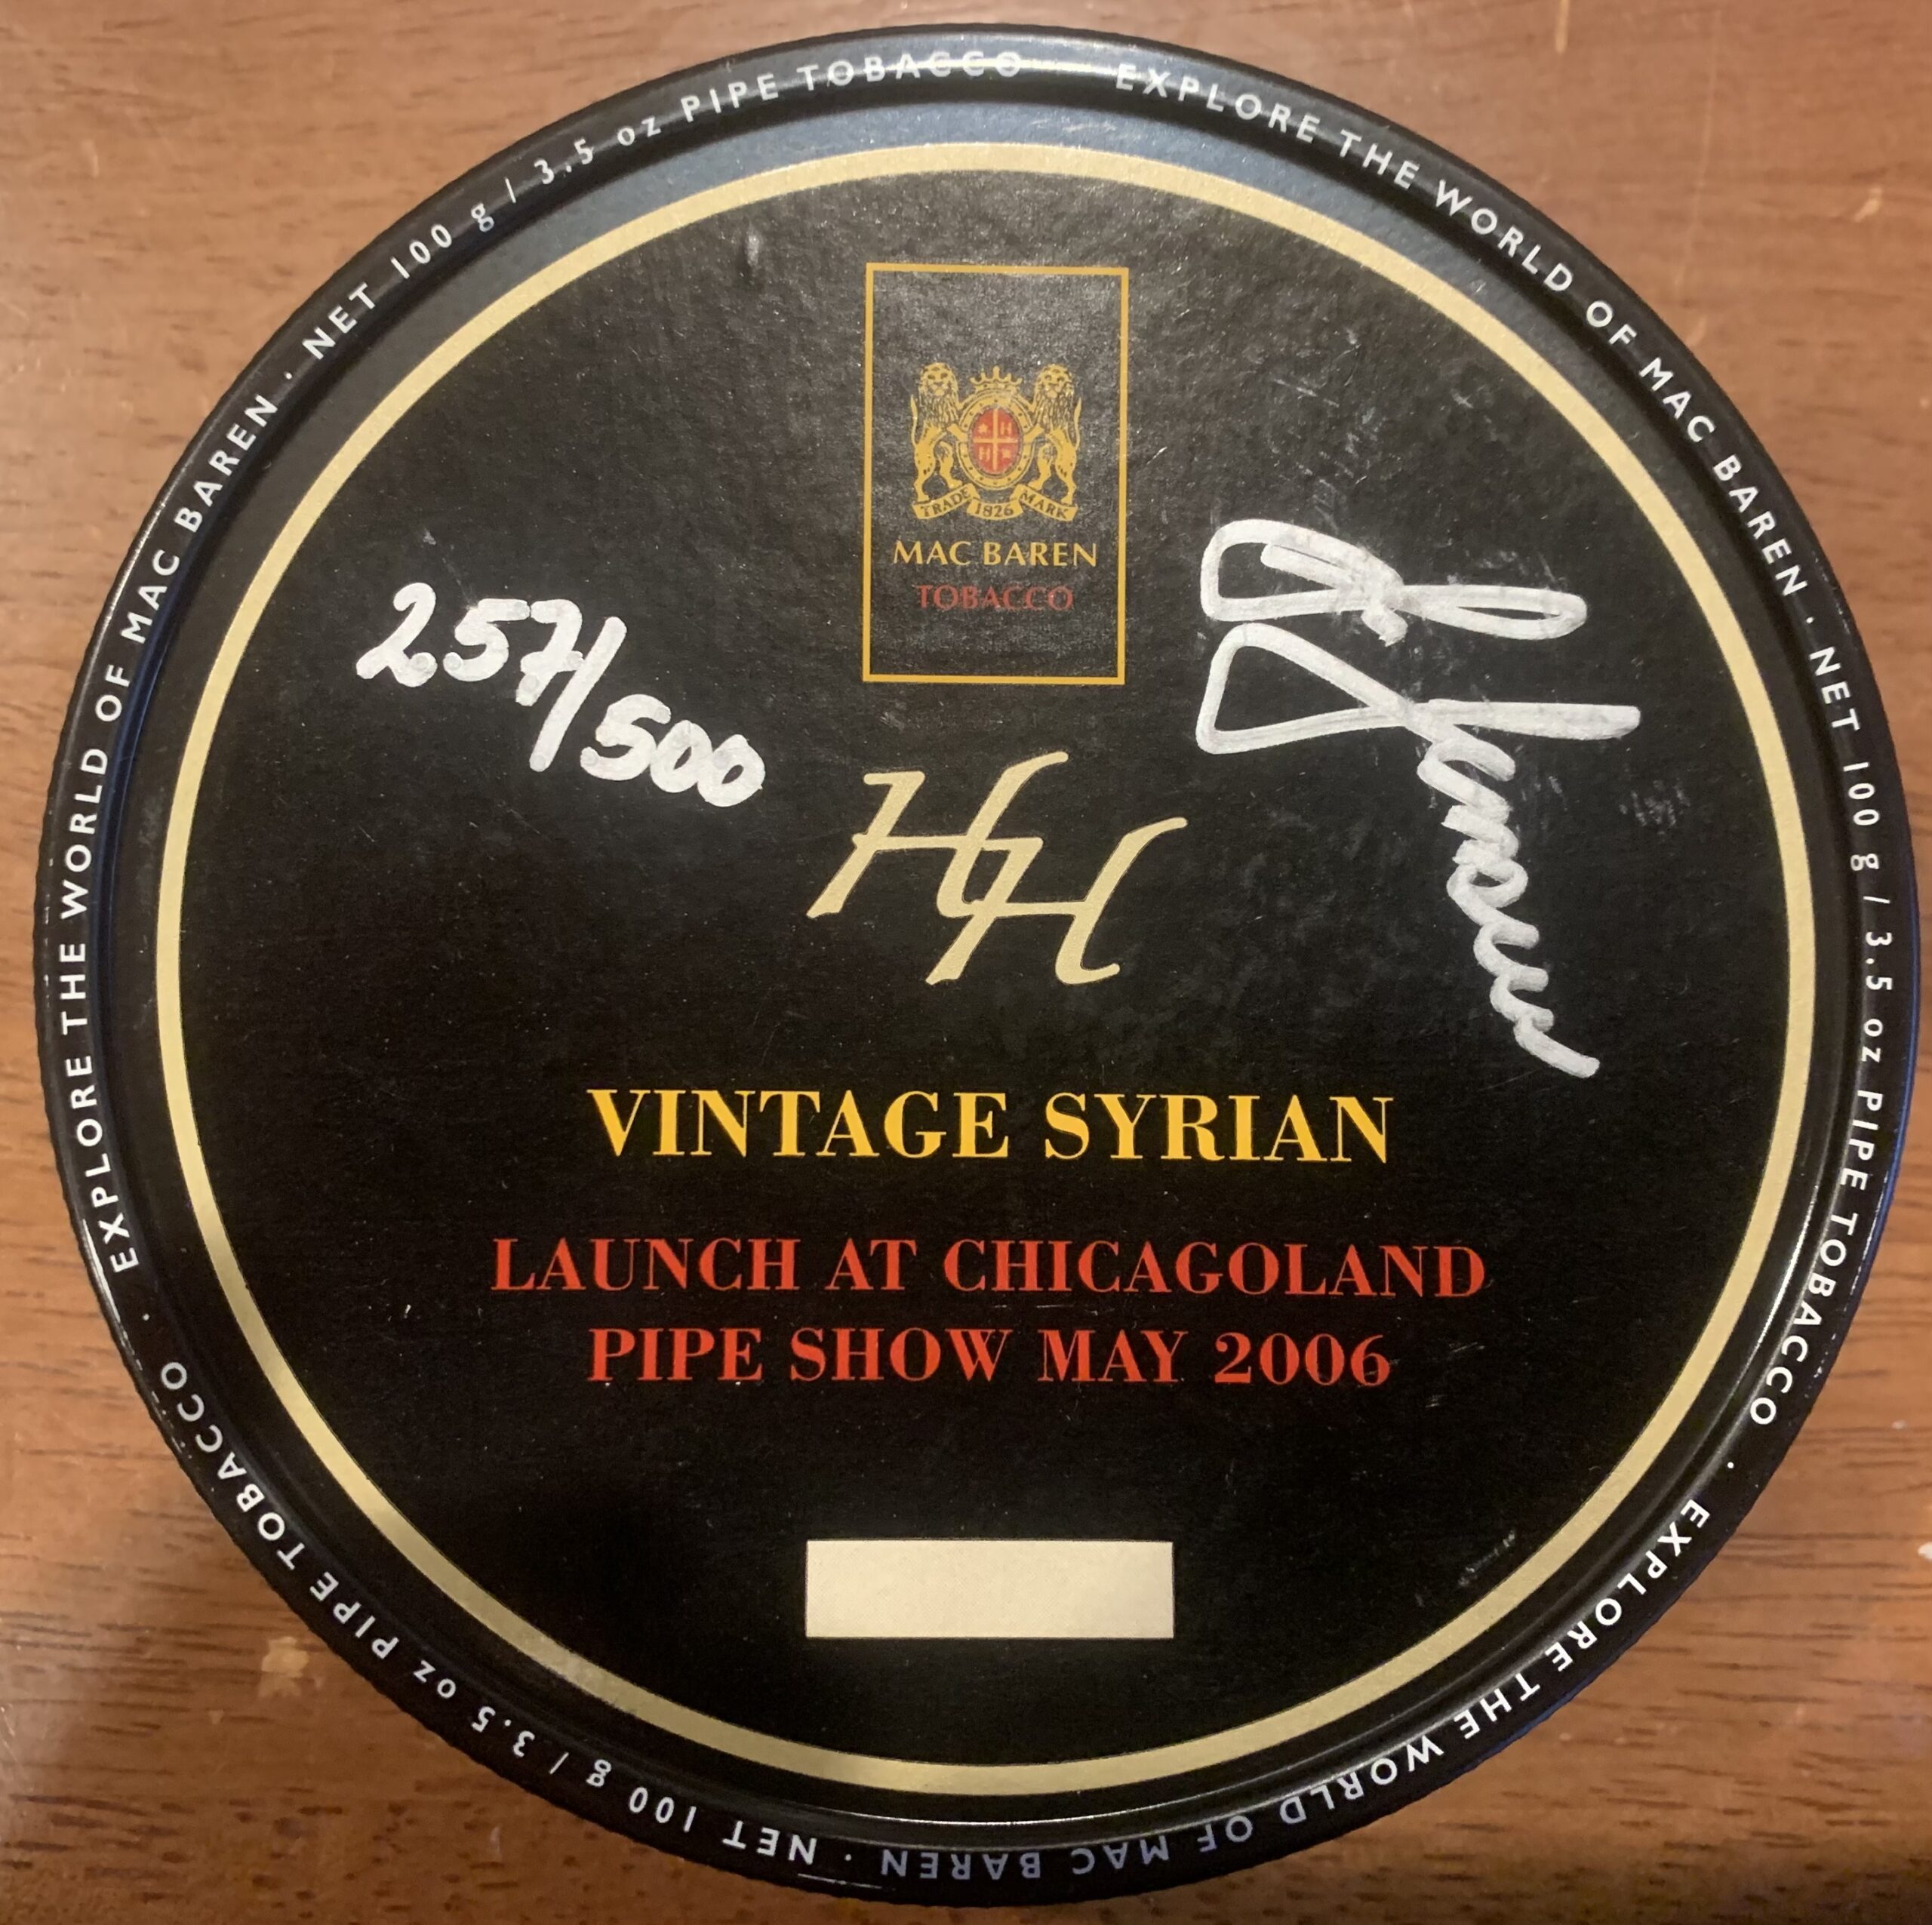 EXPLORE THE WORLD OF MAC BAREN · NET 100 g / 3.5 oz PIPE TOBACCO
EXPLORE THE WORLD OF MAC BAREN · NET 100 g / 3.5 oz PIPE TOBACCO ·
EXPLORE THE WORLD OF MAC BAREN · NET 100 g / 3.5 oz PIPE TOBACCO ·
H
H
TRADE 1826 MARK
MAC BAREN
TOBACCO
257/500
HH
VINTAGE SYRIAN
LAUNCH AT CHICAGOLAND
PIPE SHOW MAY 2006